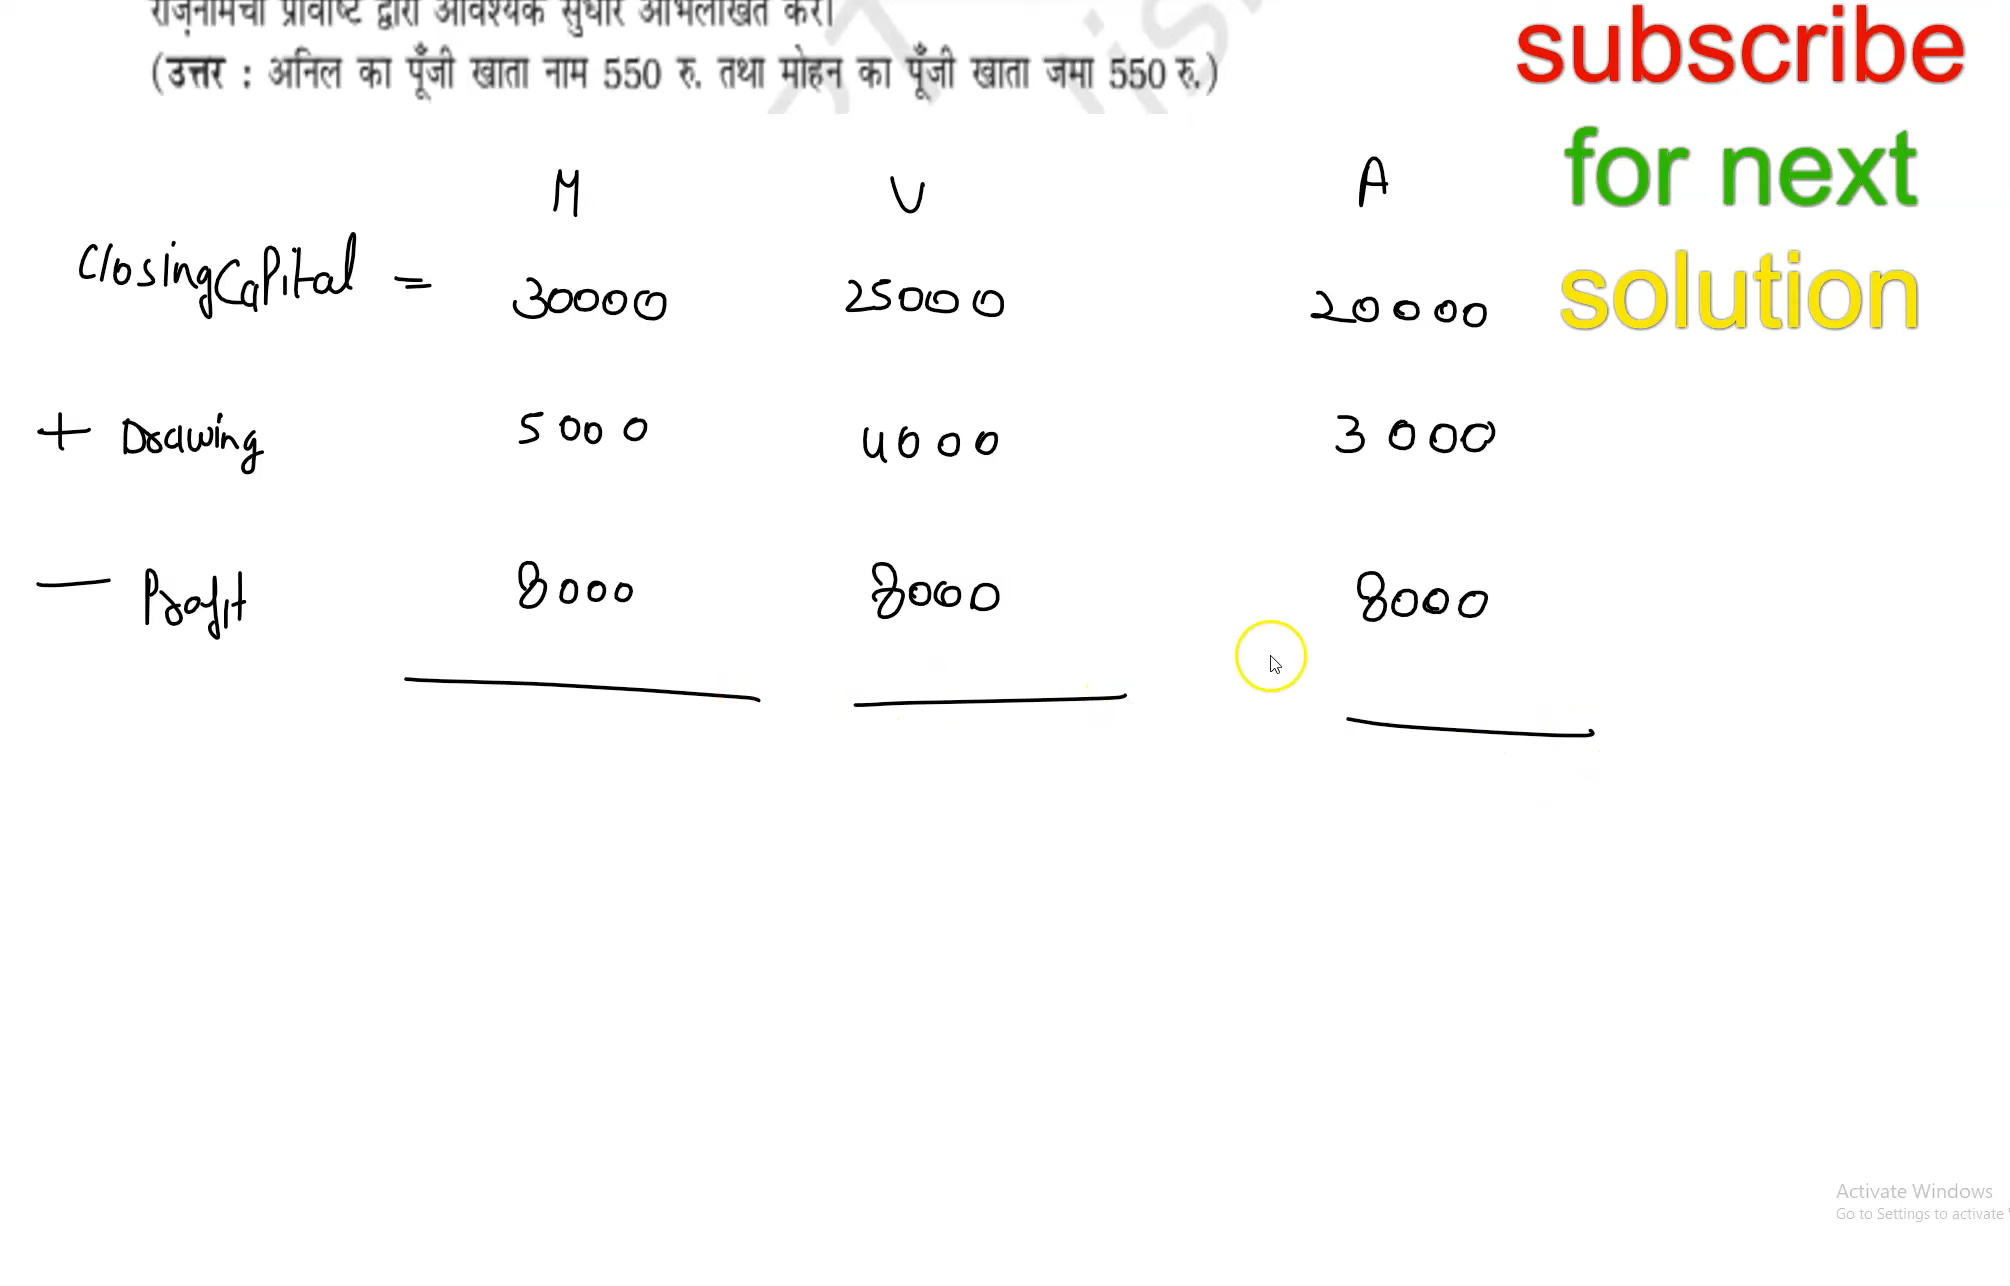 रोज़नामचा प्रविष्टि द्वारा आवश्यक सुधार अभिलेखित करें।
(उत्तर : अनिल का पूँजी खाता नाम 550 रु. तथा मोहन का पूँजी खाता जमा 550 रु.)
subscribe
for next
solution
M V A
Closing Capital = 30000 25000 20000
+ Drawing 5000 4000 3000
— Profit 8000 8000 8000
Activate Windows
Go to Settings to activate